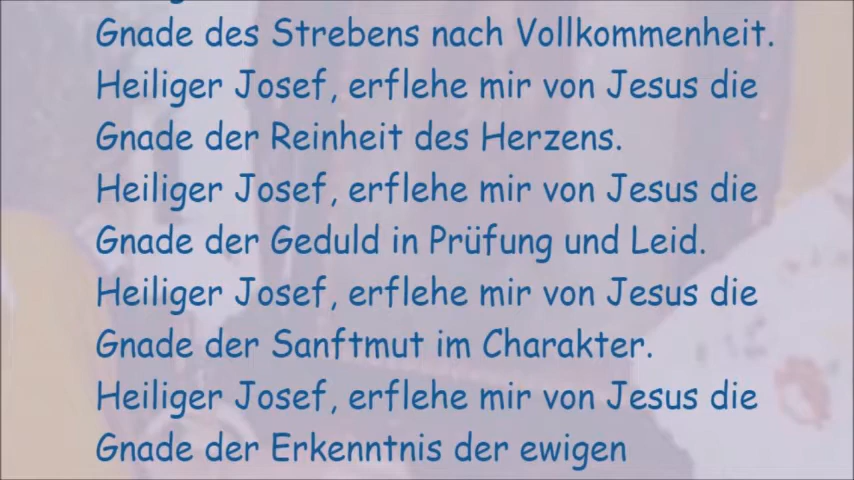 Gnade des Strebens nach Vollkommenheit.
Heiliger Josef, erflehe mir von Jesus die
Gnade der Reinheit des Herzens.
Heiliger Josef, erflehe mir von Jesus die
Gnade der Geduld in Prüfung und Leid.
Heiliger Josef, erflehe mir von Jesus die
Gnade der Sanftmut im Charakter.
Heiliger Josef, erflehe mir von Jesus die
Gnade der Erkenntnis der ewigen